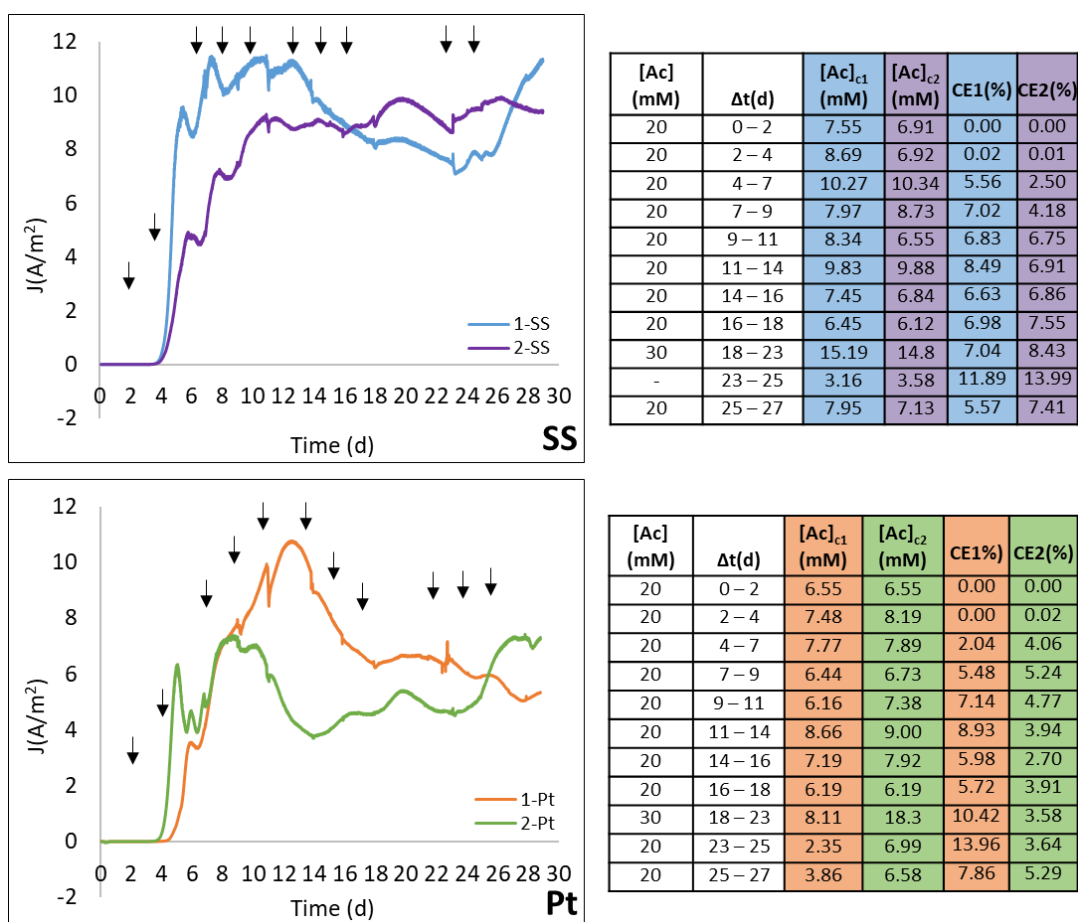 12
10
8
6
4
2
0
-2
J(A/m²)
0 2 4 6 8 10 12 14 16 18 20 22 24 26 28 30
Time (d)
1-SS
2-SS
SS
[Ac] (mM) Δt(d) [Ac]c1 (mM) [Ac]c2 (mM) CE1(%) CE2(%)
20 0 – 2 7.55 6.91 0.00 0.00
20 2 – 4 8.69 6.92 0.02 0.01
20 4 – 7 10.27 10.34 5.56 2.50
20 7 – 9 7.97 8.73 7.02 4.18
20 9 – 11 8.34 6.55 6.83 6.75
20 11 – 14 9.83 9.88 8.49 6.91
20 14 – 16 7.45 6.84 6.63 6.86
20 16 – 18 6.45 6.12 6.98 7.55
30 18 – 23 15.19 14.8 7.04 8.43
- 23 – 25 3.16 3.58 11.89 13.99
20 25 – 27 7.95 7.13 5.57 7.41
12
10
8
6
4
2
0
-2
J(A/m²)
0 2 4 6 8 10 12 14 16 18 20 22 24 26 28 30
Time (d)
1-Pt
2-Pt
Pt
[Ac] (mM) Δt(d) [Ac]c1 (mM) [Ac]c2 (mM) CE1%) CE2(%)
20 0 – 2 6.55 6.55 0.00 0.00
20 2 – 4 7.48 8.19 0.00 0.02
20 4 – 7 7.77 7.89 2.04 4.06
20 7 – 9 6.44 6.73 5.48 5.24
20 9 – 11 6.16 7.38 7.14 4.77
20 11 – 14 8.66 9.00 8.93 3.94
20 14 – 16 7.19 7.92 5.98 2.70
20 16 – 18 6.19 6.19 5.72 3.91
30 18 – 23 8.11 18.3 10.42 3.58
20 23 – 25 2.35 6.99 13.96 3.64
20 25 – 27 3.86 6.58 7.86 5.29